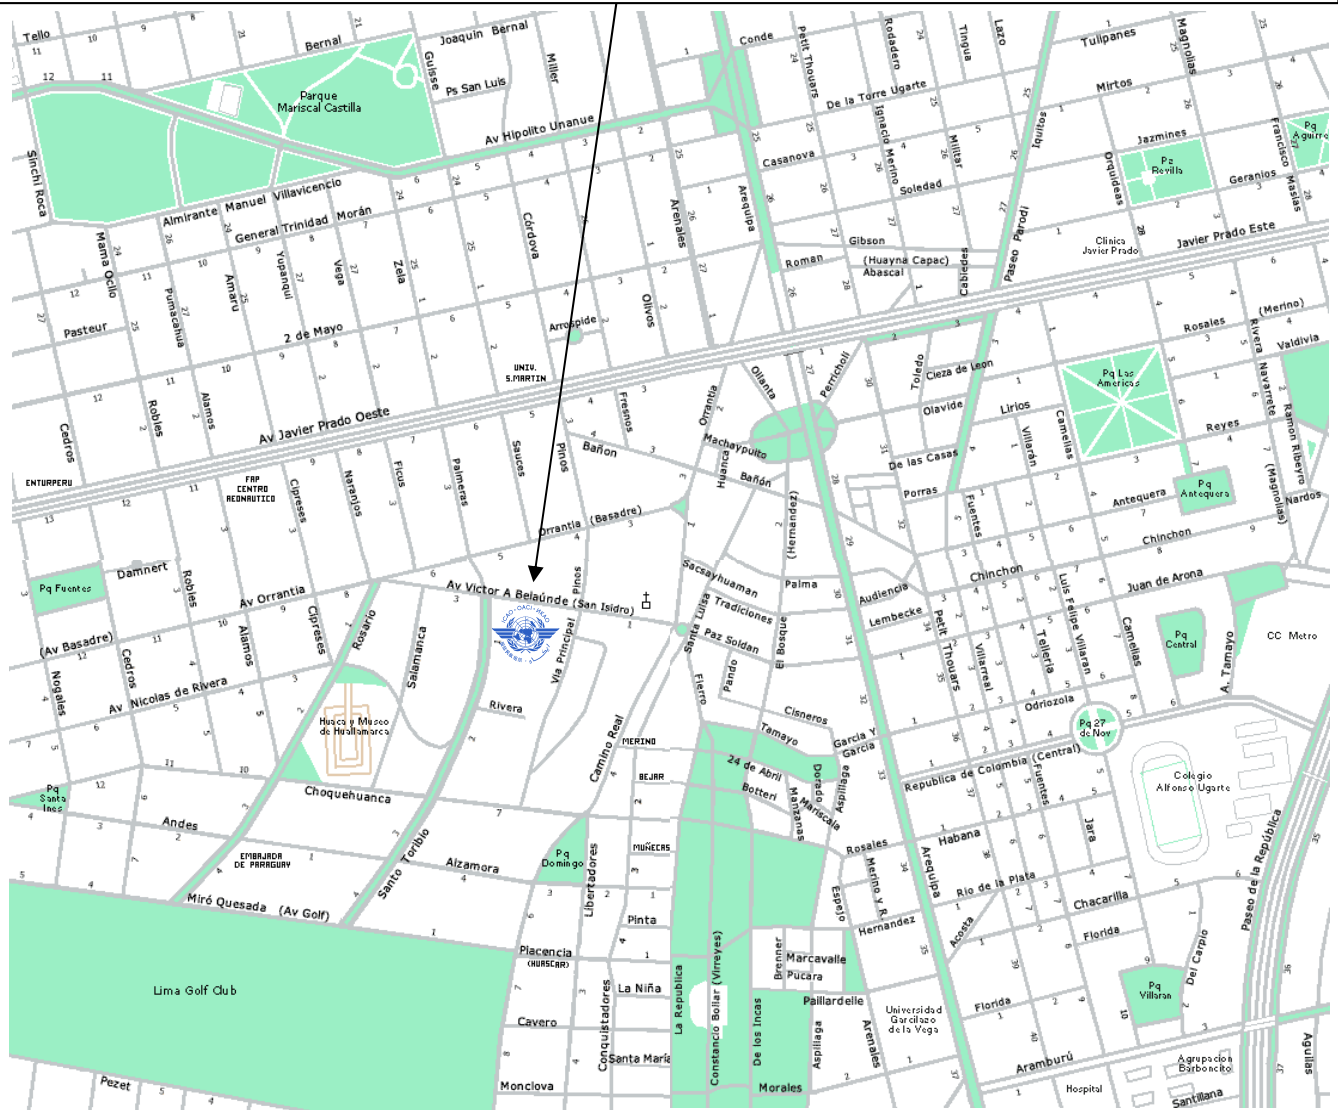 Tello
Bernal
Joaquin Bernal
Guisse
Miller
Ps San Luis
Parque
Mariscal Castilla
Av Hipolito Unanue
Conde
Petit Thouars
Rodadero
Tingua
Lazo
Tulipanes
Magnolias
Mirtos
De la Torre Ugarte
Ignacio Merino
Militar
Iquitos
Jazmines
Francisco Masias
Pq
Aguirre
Pz
Revilla
Geranios
Orquideas
Casanova
Soledad
Sinchi Roca
Almirante Manuel Villavicencio
General Trinidad Morán
Córdova
Arenales
Arequipa
Gibson
(Huayna Capac)
Abascal
Roman
Cabiedes
Paseo Parodi
Clinica
Javier Prado
Javier Prado Este
Mama Ocllo
Pumacahua
Amaru
Yupanqui
Vega
Zela
Pasteur
2 de Mayo
Arrospide
Olivos
UNIV.
S.MARTIN
(Merino)
Rosales
Valdivia
Rivera Navarrete
Ramon Ribeyro
(Magnolias)
Nardos
Pq Las
Americas
Reyes
Toledo
Cieza de Leon
Olavide
Lirios
Villarán
Camelias
De las Casas
Porras
Fuentes
Antequera
Pq
Antequera
Chinchon
Ollanta
Perricholi
Orrantia
Machaypuito
Huanca
Bañón
(Hernandez)
Cedros
Robles
Alamos
Av Javier Prado Oeste
Fresnos
Bañon
Pinos
Sauces
Palmeras
Ficus
Naranjos
Cipreses
ENTURPERU
FAP
CENTRO
AERONAUTICO
Orrantia (Basadre)
Pq Fuentes
Damnert
Robles
Av Orrantia
Cipreses
Rosario
Av Victor A Belaúnde (San Isidro)
Pinos
ICAO · OACI · ИКАО
Sacsayhuaman
Palma
Tradiciones
Paz Soldan
Pando
El Bosque
Santa Luisa
Fierro
Audiencia
Lembecke
Petit Thouars
Villarreal
Telleria
Luis Felipe Villaran
Chinchon
Camelias
Juan de Arona
Pq
Central
A. Tamayo
CC Metro
(Av Basadre)
Nogales
Cedros
Alamos
Av Nicolas de Rivera
Salamanca
Via Principal
Rivera
Huaca y Museo
de Huallamarca
Camino Real
Cisneros
Tamayo
Garcia Y
Garcia
Odriozola
Pq 27
de Nov
Republica de Colombia (Central)
Colegio
Alfonso Ugarte
MERINO
BEJAR
MUÑECAS
24 de Abril
Botteri
Dorado
Aspillaga
Manzanas
Mariscala
Rosales
Habana
Fuentes
Jara
Pq
Santa
Ines
Choquehuanca
Andes
EMBAJADA
DE PARAGUAY
Santo Toribio
Alzamora
Pq
Domingo
Libertadores
Miró Quesada (Av Golf)
Pinta
Placencia
(HUASCAR)
La Niña
Cavero
Conquistadores
Santa María
Monclova
Lima Golf Club
Pezet
La Republica
Constancio Bollar (Virreyes)
De los Incas
Brenner
Marcavalle
Pucara
Paillardelle
Aspillaga
Arenales
Morales
Espejo
Merino y R.
Hernandez
Arequipa
Rio de la Plata
Acosta
Chacarilla
Florida
Del Carpio
Pq
Villaran
Florida
Universidad
Garcilazo
de la Vega
Aramburú
Hospital
Agrupacion
Barboncito
Santillana
Paseo de la República
Aguilas